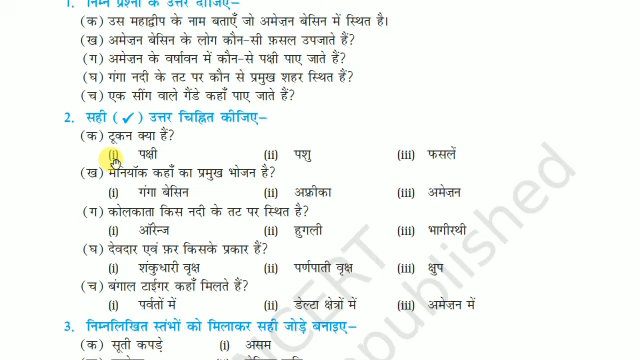 1. निम्न प्रश्नों के उत्तर दीजिए–
(क) उस महाद्वीप के नाम बताएँ जो अमेज़न बेसिन में स्थित है।
(ख) अमेज़न बेसिन के लोग कौन-सी फ़सल उपजाते हैं?
(ग) अमेज़न के वर्षावन में कौन-से पक्षी पाए जाते हैं?
(घ) गंगा नदी के तट पर कौन से प्रमुख शहर स्थित हैं?
(च) एक सींग वाले गैंडे कहाँ पाए जाते हैं?
2. सही (✓) उत्तर चिह्नित कीजिए–
(क) टूकन क्या हैं?
(i) पक्षी (ii) पशु (iii) फसलें
(ख) मैनियॉक कहाँ का प्रमुख भोजन है?
(i) गंगा बेसिन (ii) अफ्रीका (iii) अमेज़न
(ग) कोलकाता किस नदी के तट पर स्थित है?
(i) ऑरेन्ज (ii) हुगली (iii) भागीरथी
(घ) देवदार एवं फ़र किसके प्रकार हैं?
(i) शंकुधारी वृक्ष (ii) पर्णपाती वृक्ष (iii) क्षुप
(च) बंगाल टाईगर कहाँ मिलते हैं?
(i) पर्वतों में (ii) डेल्टा क्षेत्रों में (iii) अमेज़न में
3. निम्नलिखित स्तंभों को मिलाकर सही जोड़े बनाइए–
(क) सूती कपड़े (i) असम
NCERT
republished